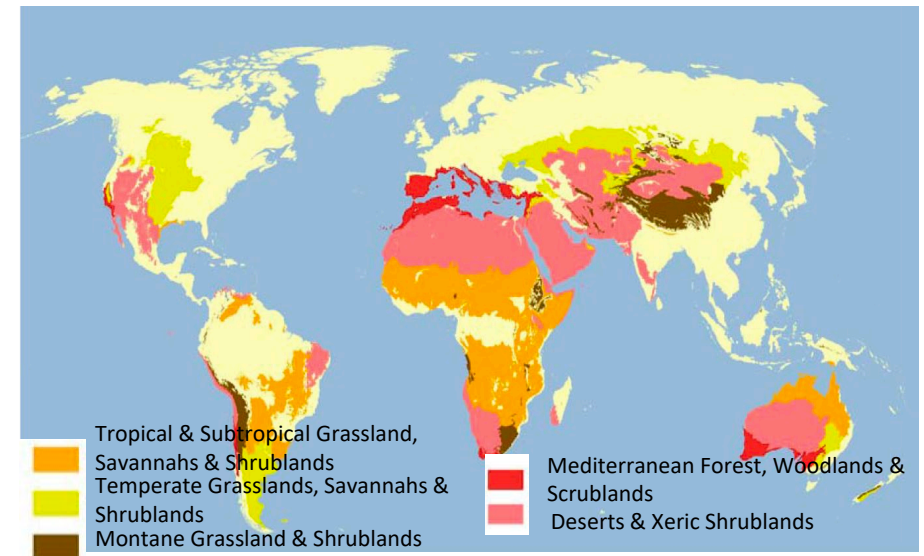 Tropical & Subtropical Grassland,
Savannahs & Shrublands
Temperate Grasslands, Savannahs &
Shrublands
Montane Grassland & Shrublands
Mediterranean Forest, Woodlands &
Scrublands
Deserts & Xeric Shrublands